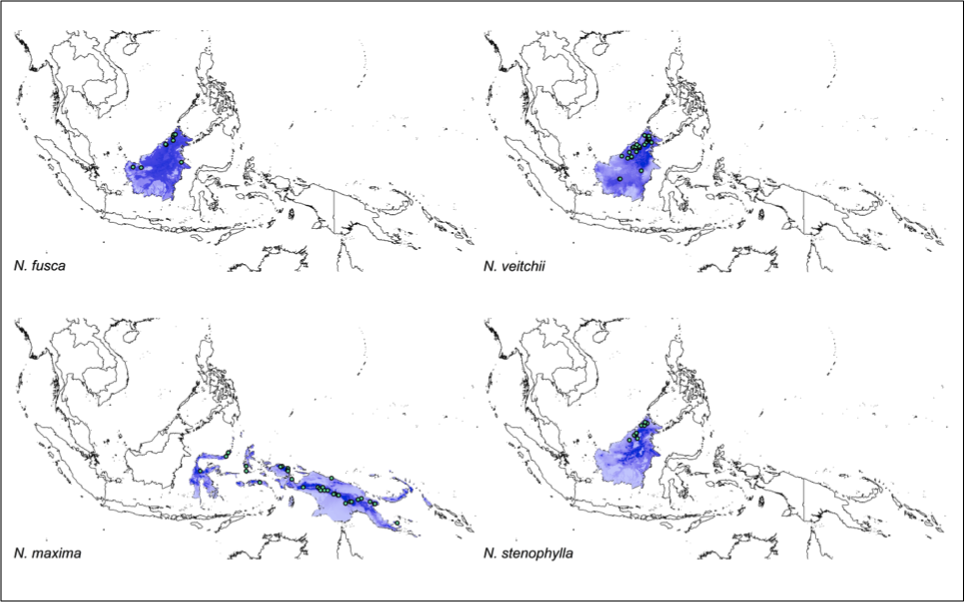 N. fusca
N. veitchii
N. maxima
N. stenophylla